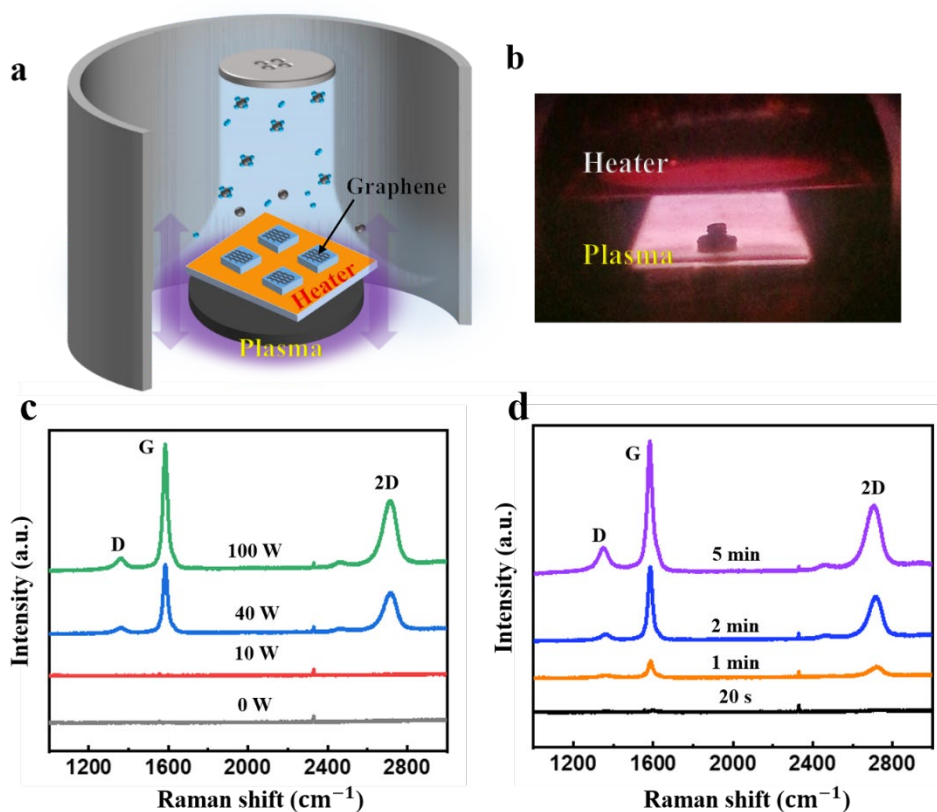 a
Graphene
Heater
Plasma
b
Heater
Plasma
c
G
D
2D
100 W
40 W
10 W
0 W
Intensity (a.u.)
1200 1600 2000 2400 2800
Raman shift (cm⁻¹)
d
G
D
2D
5 min
2 min
1 min
20 s
Intensity (a.u.)
1200 1600 2000 2400 2800
Raman shift (cm⁻¹)